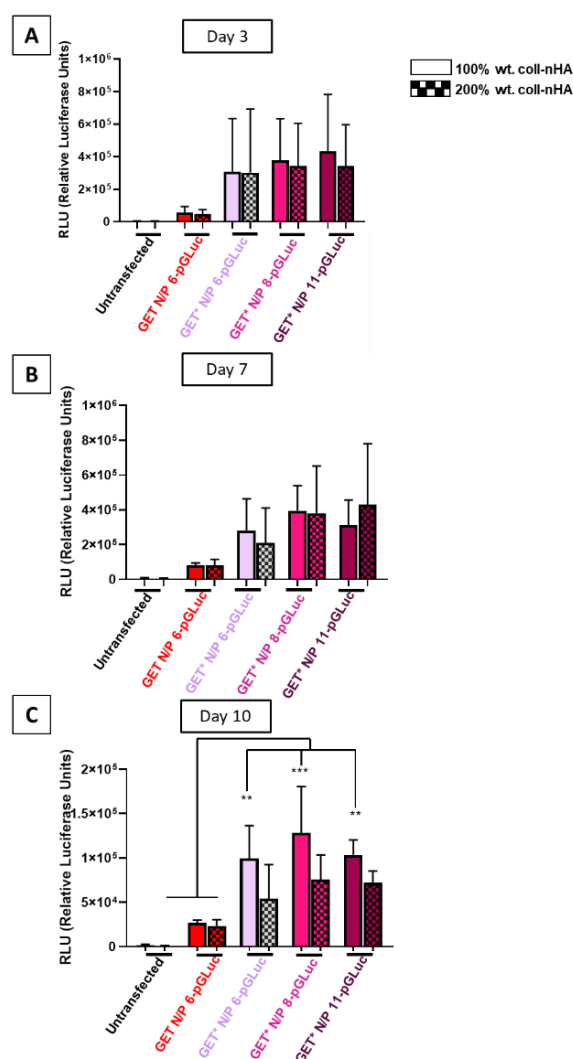 A
Day 3
100% wt. coll-nHA
200% wt. coll-nHA
RLU (Relative Luciferase Units)
1×10⁶
8×10⁵
6×10⁵
4×10⁵
2×10⁵
0
Untransfected
GET N/P 6-pGLuc
GET* N/P 6-pGLuc
GET* N/P 8-pGLuc
GET* N/P 11-pGLuc
B
Day 7
RLU (Relative Luciferase Units)
1×10⁶
8×10⁵
6×10⁵
4×10⁵
2×10⁵
0
Untransfected
GET N/P 6-pGLuc
GET* N/P 6-pGLuc
GET* N/P 8-pGLuc
GET* N/P 11-pGLuc
C
Day 10
RLU (Relative Luciferase Units)
2×10⁵
1.5×10⁵
1×10⁵
5×10⁴
0
**
***
**
Untransfected
GET N/P 6-pGLuc
GET* N/P 6-pGLuc
GET* N/P 8-pGLuc
GET* N/P 11-pGLuc